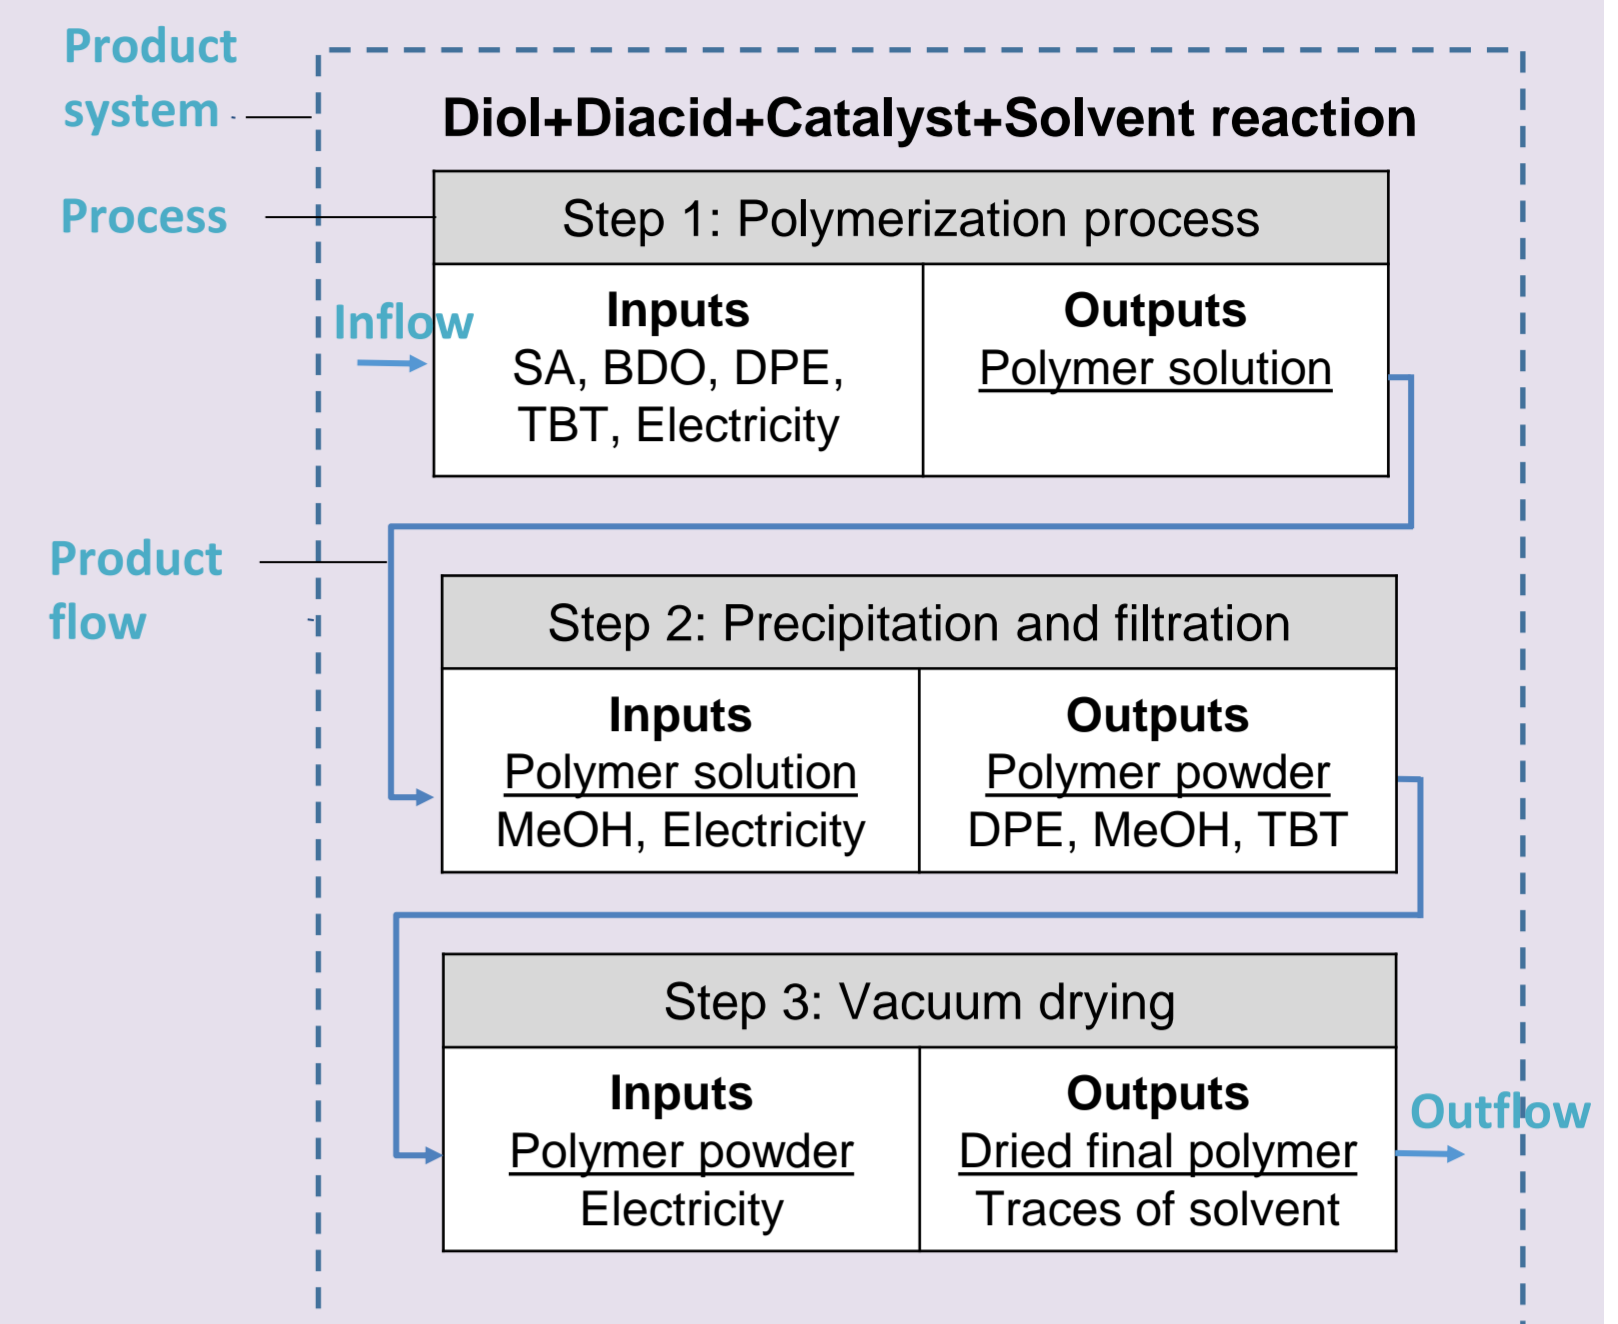 Product
system
Diol+Diacid+Catalyst+Solvent reaction
Process
Step 1: Polymerization process
Inflow
Inputs
SA, BDO, DPE,
TBT, Electricity
Outputs
Polymer solution
Product
flow
Step 2: Precipitation and filtration
Inputs
Polymer solution
MeOH, Electricity
Outputs
Polymer powder
DPE, MeOH, TBT
Step 3: Vacuum drying
Inputs
Polymer powder
Electricity
Outputs
Dried final polymer
Traces of solvent
Outflow